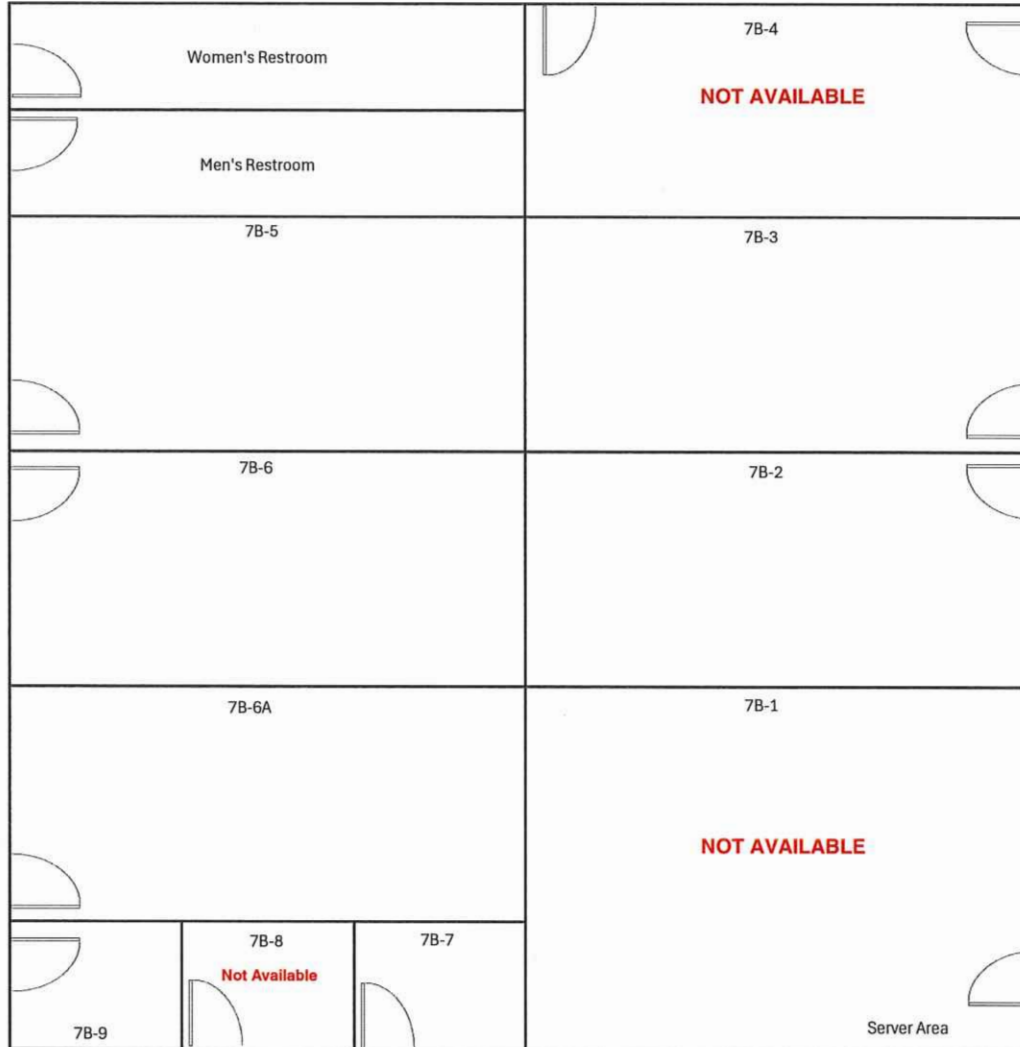 Women's Restroom
7B-4
NOT AVAILABLE
Men's Restroom
7B-5
7B-3
7B-6
7B-2
7B-6A
7B-1
NOT AVAILABLE
7B-8
7B-7
Not Available
7B-9
Server Area